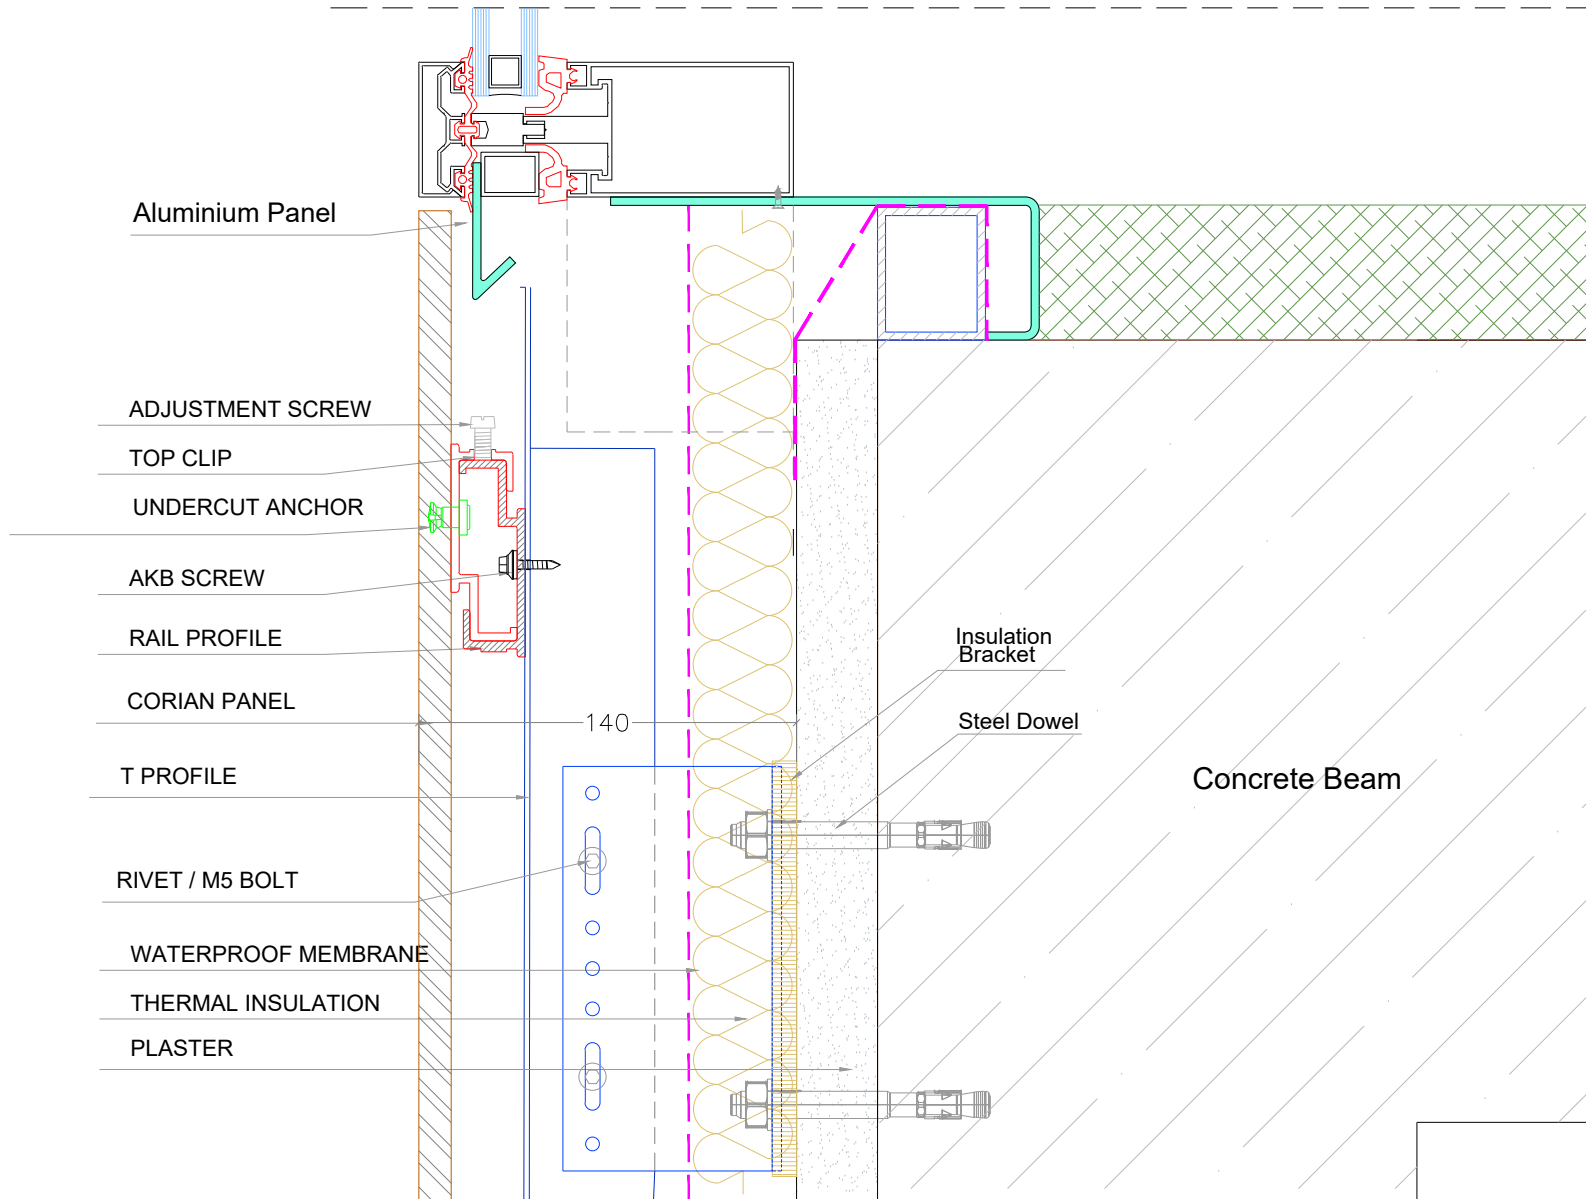 Aluminium Panel
ADJUSTMENT SCREW
TOP CLIP
UNDERCUT ANCHOR
AKB SCREW
RAIL PROFILE
CORIAN PANEL
140
T PROFILE
RIVET / M5 BOLT
WATERPROOF MEMBRANE
THERMAL INSULATION
PLASTER
Insulation
Bracket
Steel Dowel
Concrete Beam